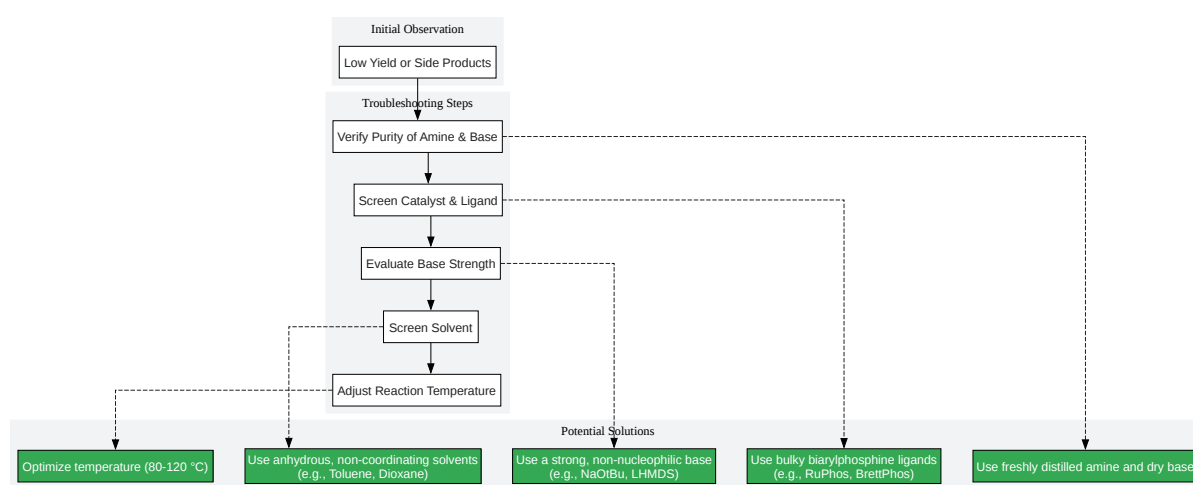 Initial Observation
Low Yield or Side Products
Troubleshooting Steps
Verify Purity of Amine & Base
Screen Catalyst & Ligand
Evaluate Base Strength
Screen Solvent
Adjust Reaction Temperature
Potential Solutions
Optimize temperature (80-120 °C)
Use anhydrous, non-coordinating solvents
(e.g., Toluene, Dioxane)
Use a strong, non-nucleophilic base
(e.g., NaOtBu, LHMDS)
Use bulky biarylphosphine ligands
(e.g., RuPhos, BrettPhos)
Use freshly distilled amine and dry base